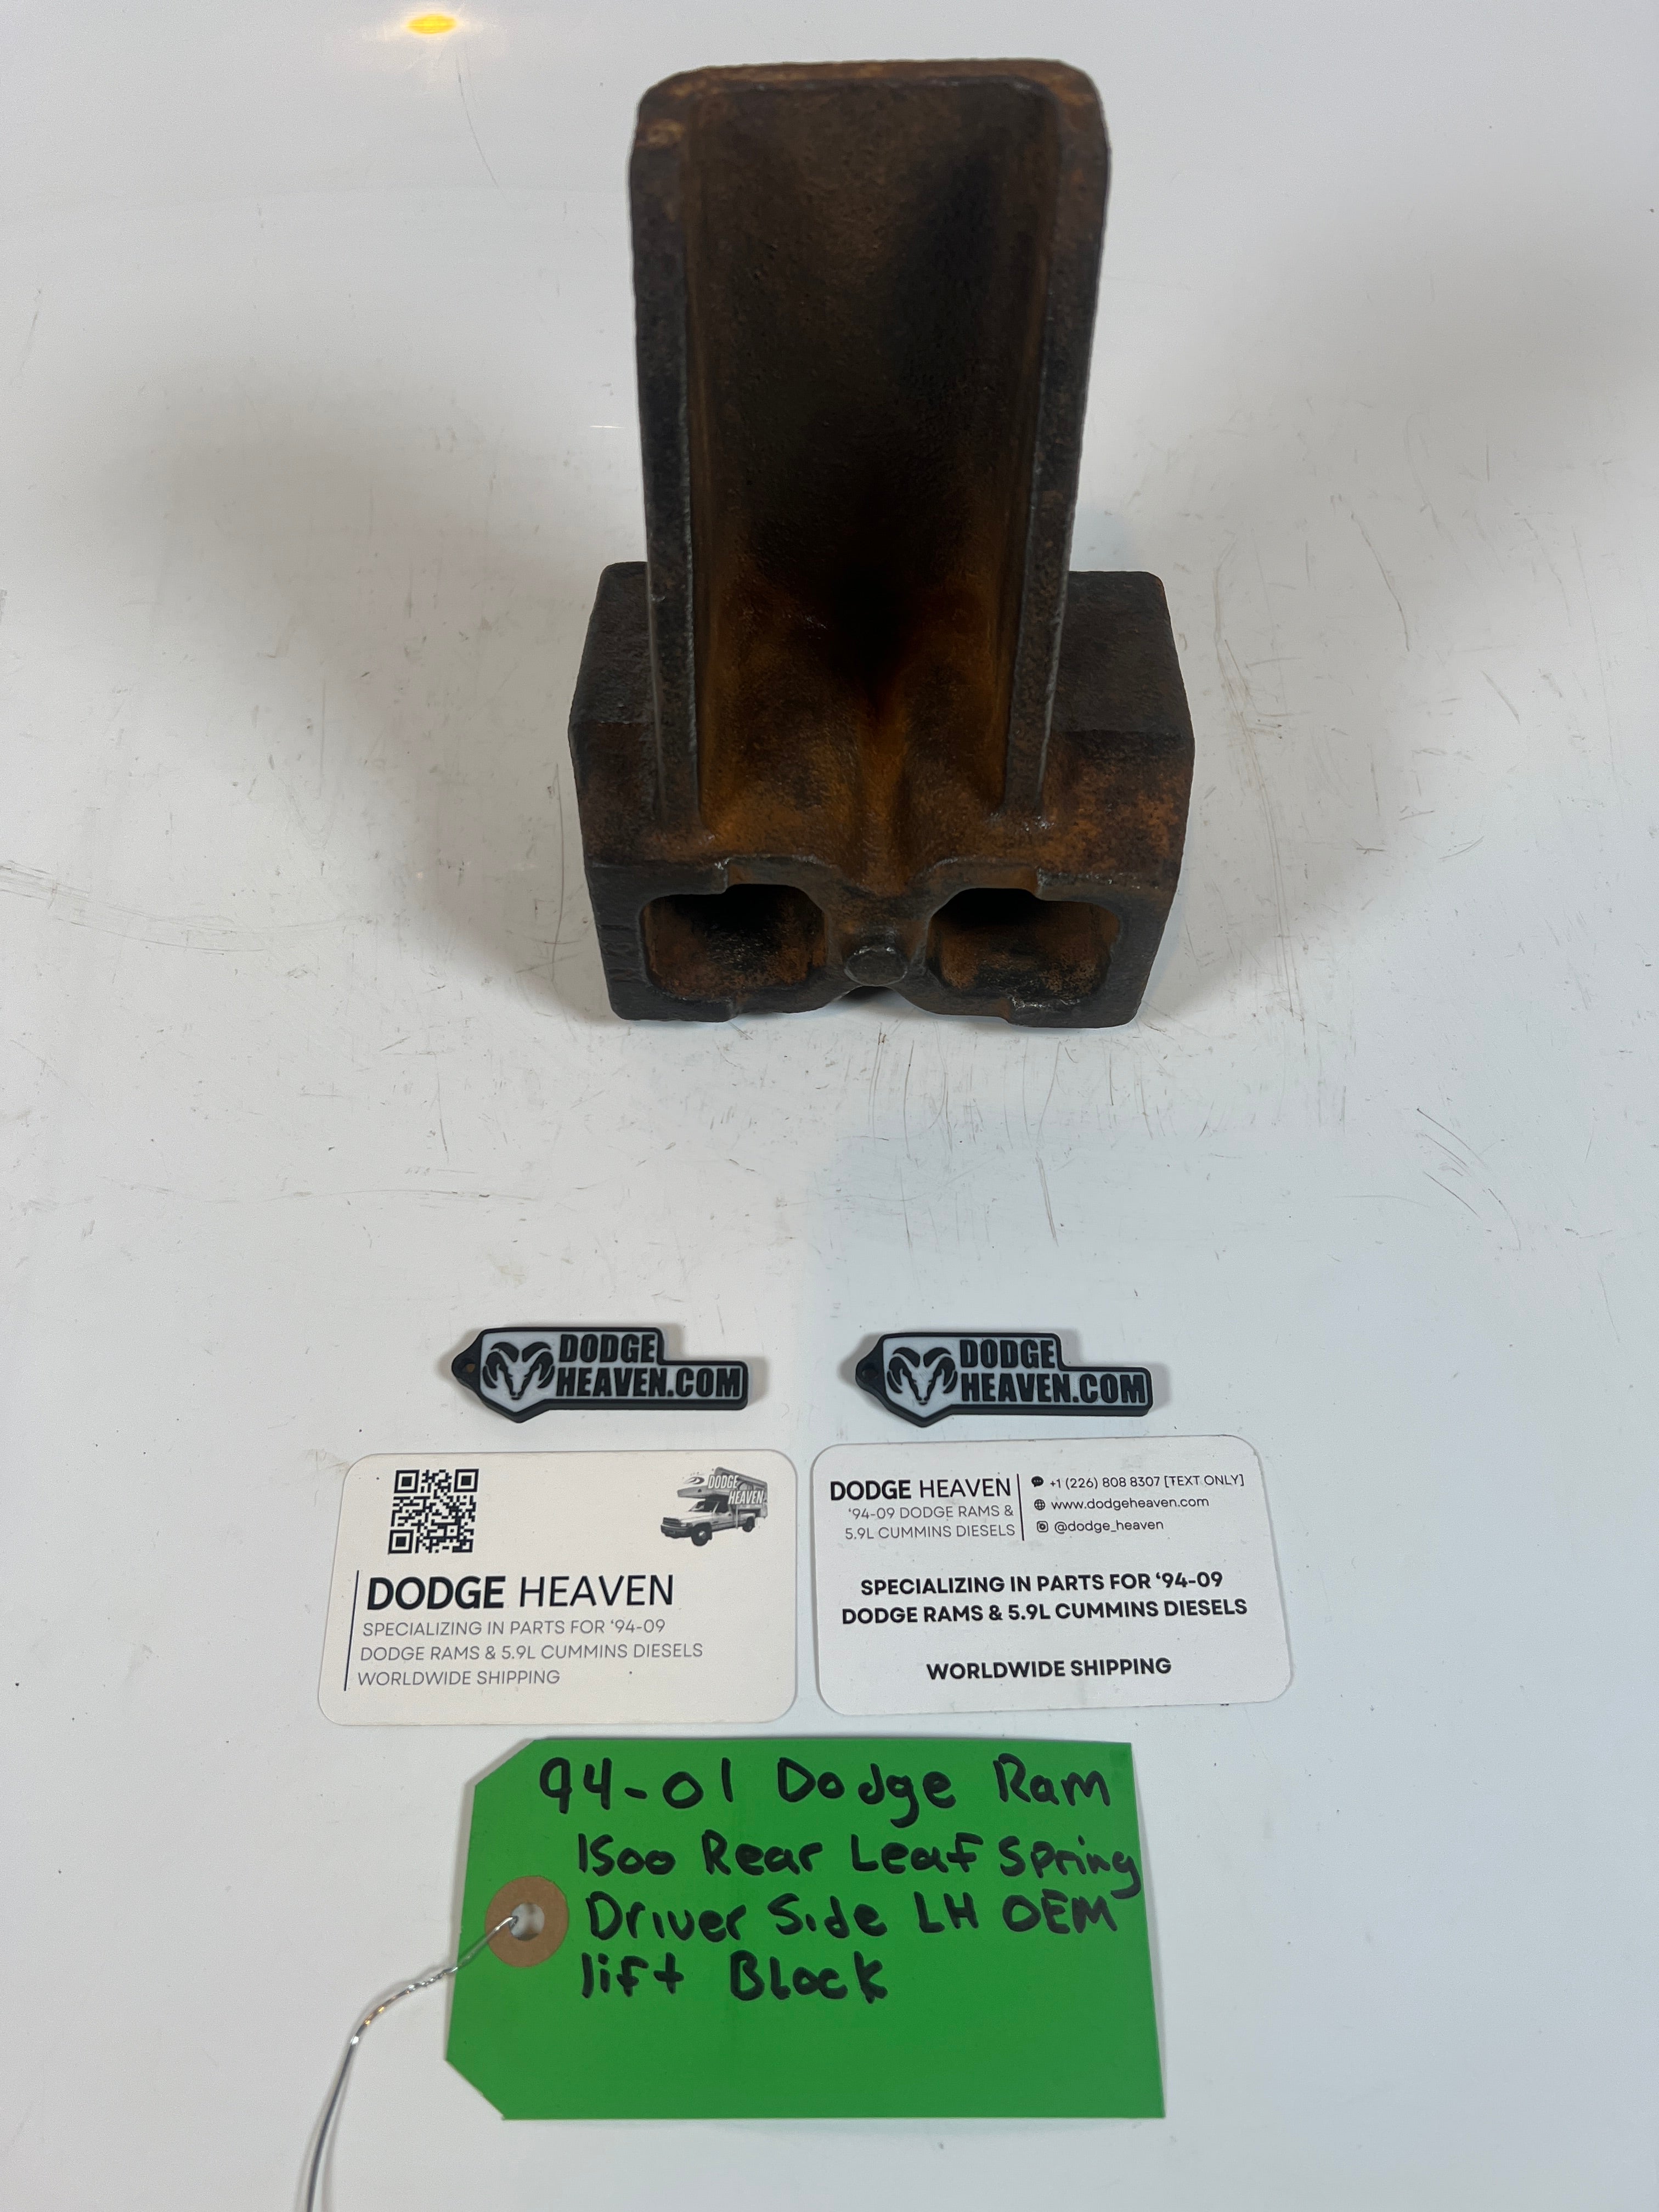 DODGE
HEAVEN.COM
DODGE
HEAVEN.COM
DODGE
HEAVEN
DODGE HEAVEN
SPECIALIZING IN PARTS FOR ‘94-09
DODGE RAMS & 5.9L CUMMINS DIESELS
WORLDWIDE SHIPPING
DODGE HEAVEN
‘94-09 DODGE RAMS &
5.9L CUMMINS DIESELS
+1 (226) 808 8307 [TEXT ONLY]
www.dodgeheaven.com
@dodge_heaven
SPECIALIZING IN PARTS FOR ‘94-09
DODGE RAMS & 5.9L CUMMINS DIESELS
WORLDWIDE SHIPPING
94-01 Dodge Ram
1500 Rear Leaf Spring
Driver Side LH OEM
lift Block